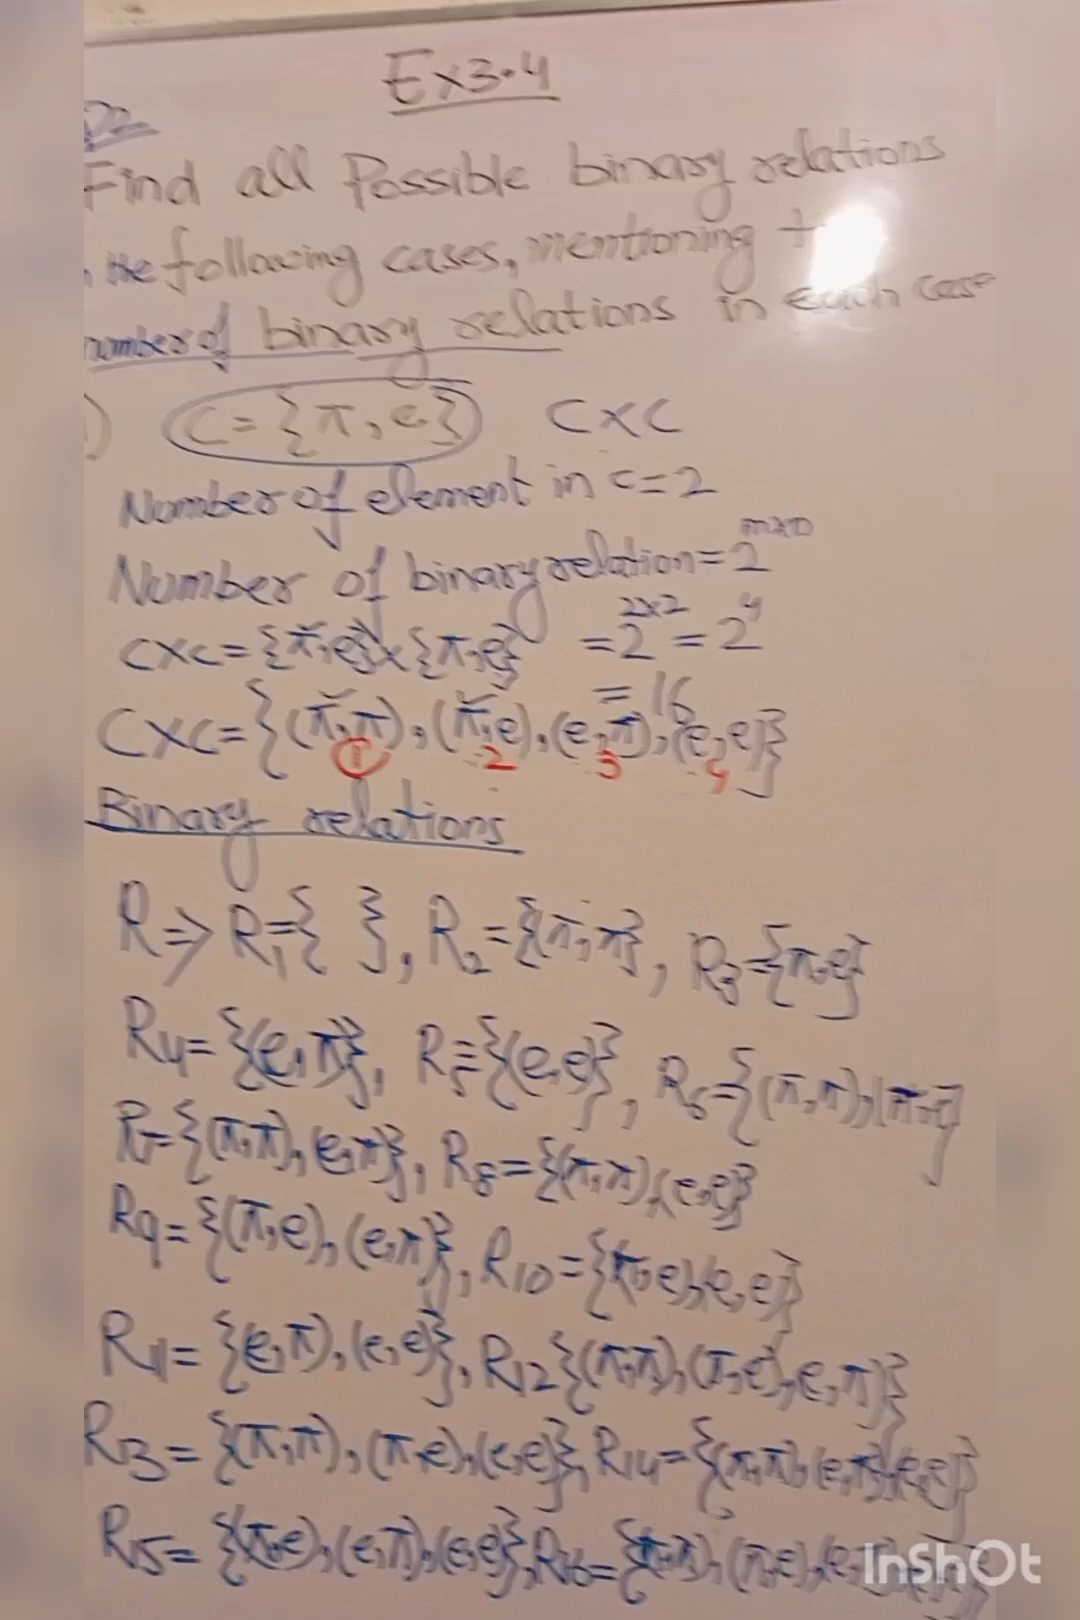 Ex3.4
Find all Possible binary relations
the following cases, mentioning
number of binary relations in each case
) C = {π, e} C×C
Number of element in C=2
Number of binary relation = 2^m×n
C×C = {π, e} × {π, e} = 2^2×2 = 2^4
= 16
C×C = {(π, π), (π, e), (e, π), (e, e)}
1 2 3 4
Binary relations
R ⇒ R1={ }, R2={π, π}, R3={π, e}
R4={(e, π)}, R5={(e, e)}, R6={(π, π), (π, e)
R7={(π, π), (e, π)}, R8={(π, π), (e, e)}
R9={(π, e), (e, π)}, R10={(π, e), (e, e)}
R11={(e, π), (e, e)}, R12{(π, π), (π, e), e, π)}
R13={(π, π), (π, e), (e, e)}, R14={(π, π), (e, π), (e, e)}
R15={(π, e), (e, π), (e, e)}, R16={(π, π), (π, e), (e,
InShOt